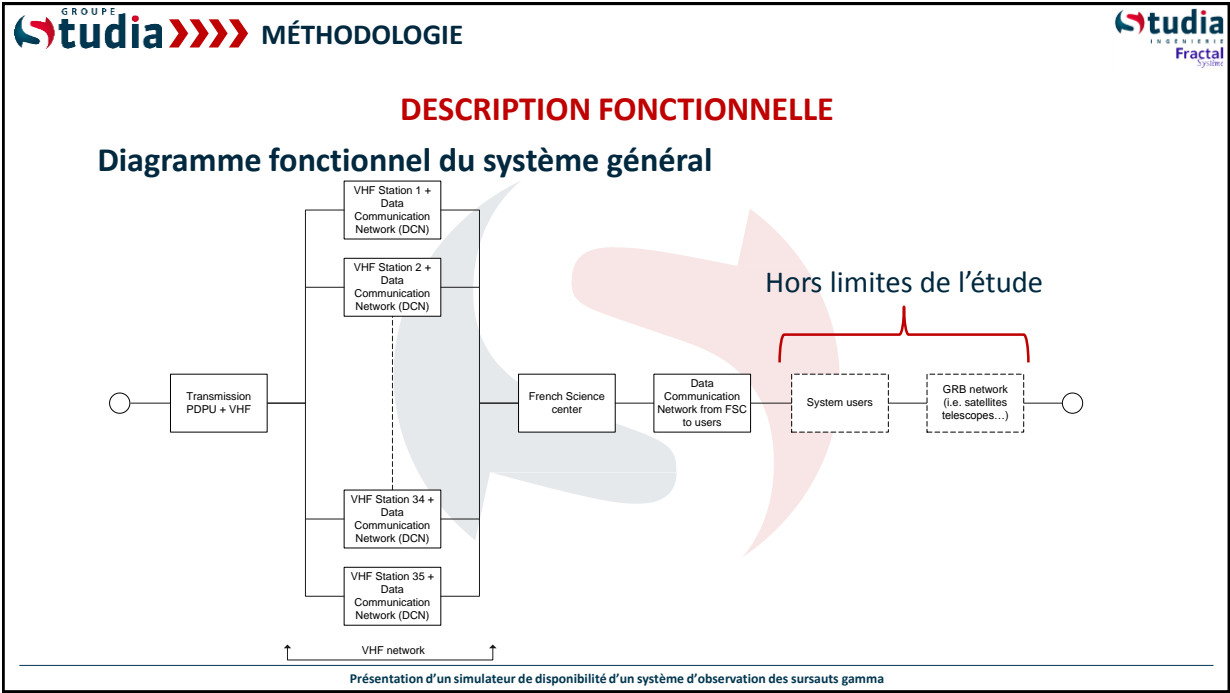 GROUPE
Studia
MÉTHODOLOGIE
Studia
INGÉNIERIE
Fractal
Système
DESCRIPTION FONCTIONNELLE
Diagramme fonctionnel du système général
VHF Station 1 +
Data
Communication
Network (DCN)
VHF Station 2 +
Data
Communication
Network (DCN)
Hors limites de l’étude
Transmission
PDPU + VHF
French Science
center
Data
Communication
Network from FSC
to users
System users
GRB network
(i.e. satellites
telescopes…)
VHF Station 34 +
Data
Communication
Network (DCN)
VHF Station 35 +
Data
Communication
Network (DCN)
VHF network
Présentation d’un simulateur de disponibilité d’un système d’observation des sursauts gamma